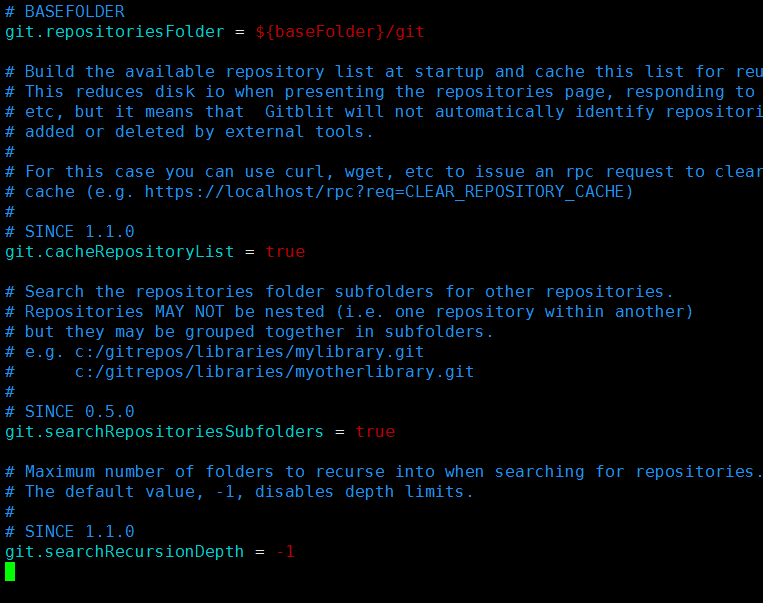 # BASEFOLDER
git.repositoriesFolder = ${baseFolder}/git
# Build the available repository list at startup and cache this list for reu
# This reduces disk io when presenting the repositories page, responding to
# etc, but it means that  Gitblit will not automatically identify repositori
# added or deleted by external tools.
#
# For this case you can use curl, wget, etc to issue an rpc request to clear
# cache (e.g. https://localhost/rpc?req=CLEAR_REPOSITORY_CACHE)
#
# SINCE 1.1.0
git.cacheRepositoryList = true
# Search the repositories folder subfolders for other repositories.
# Repositories MAY NOT be nested (i.e. one repository within another)
# but they may be grouped together in subfolders.
# e.g. c:/gitrepos/libraries/mylibrary.git
#      c:/gitrepos/libraries/myotherlibrary.git
#
# SINCE 0.5.0
git.searchRepositoriesSubfolders = true
# Maximum number of folders to recurse into when searching for repositories.
# The default value, -1, disables depth limits.
#
# SINCE 1.1.0
git.searchRecursionDepth = -1